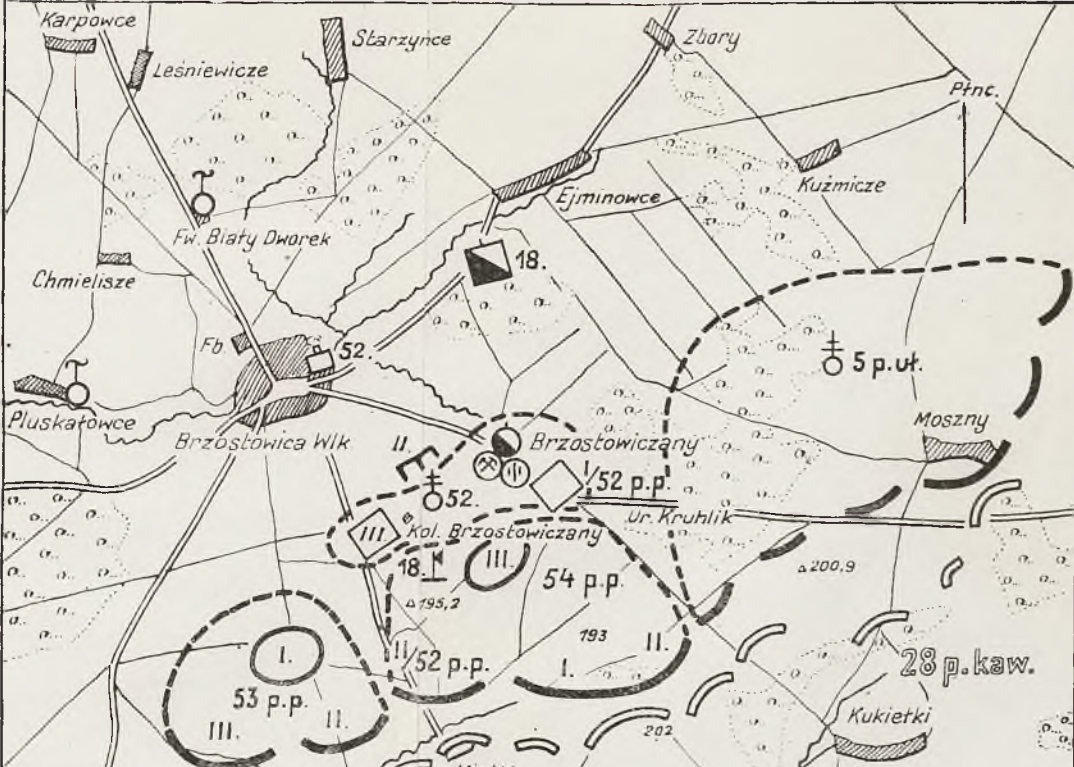 Karpowce
Starzyńce
Zbory
Leśniewicze
Płnc.
Kuźmicze
Ejminowce
Fw. Biały Dworek
18.
Chmielisze
Fb.
52.
5 p.uł.
Pluskałowce
Moszny
Brzostowica Wlk
II.
Brzostowiczany
I/52 p.p.
52.
Ur. Kruhlik
III.
Kol. Brzostowiczany
18.
III.
54 p.p.
200,9
195,2
193
I.
II/52 p.p.
II.
28 p.kaw.
53 p.p.
I.
III.
II.
Kukiełki
202